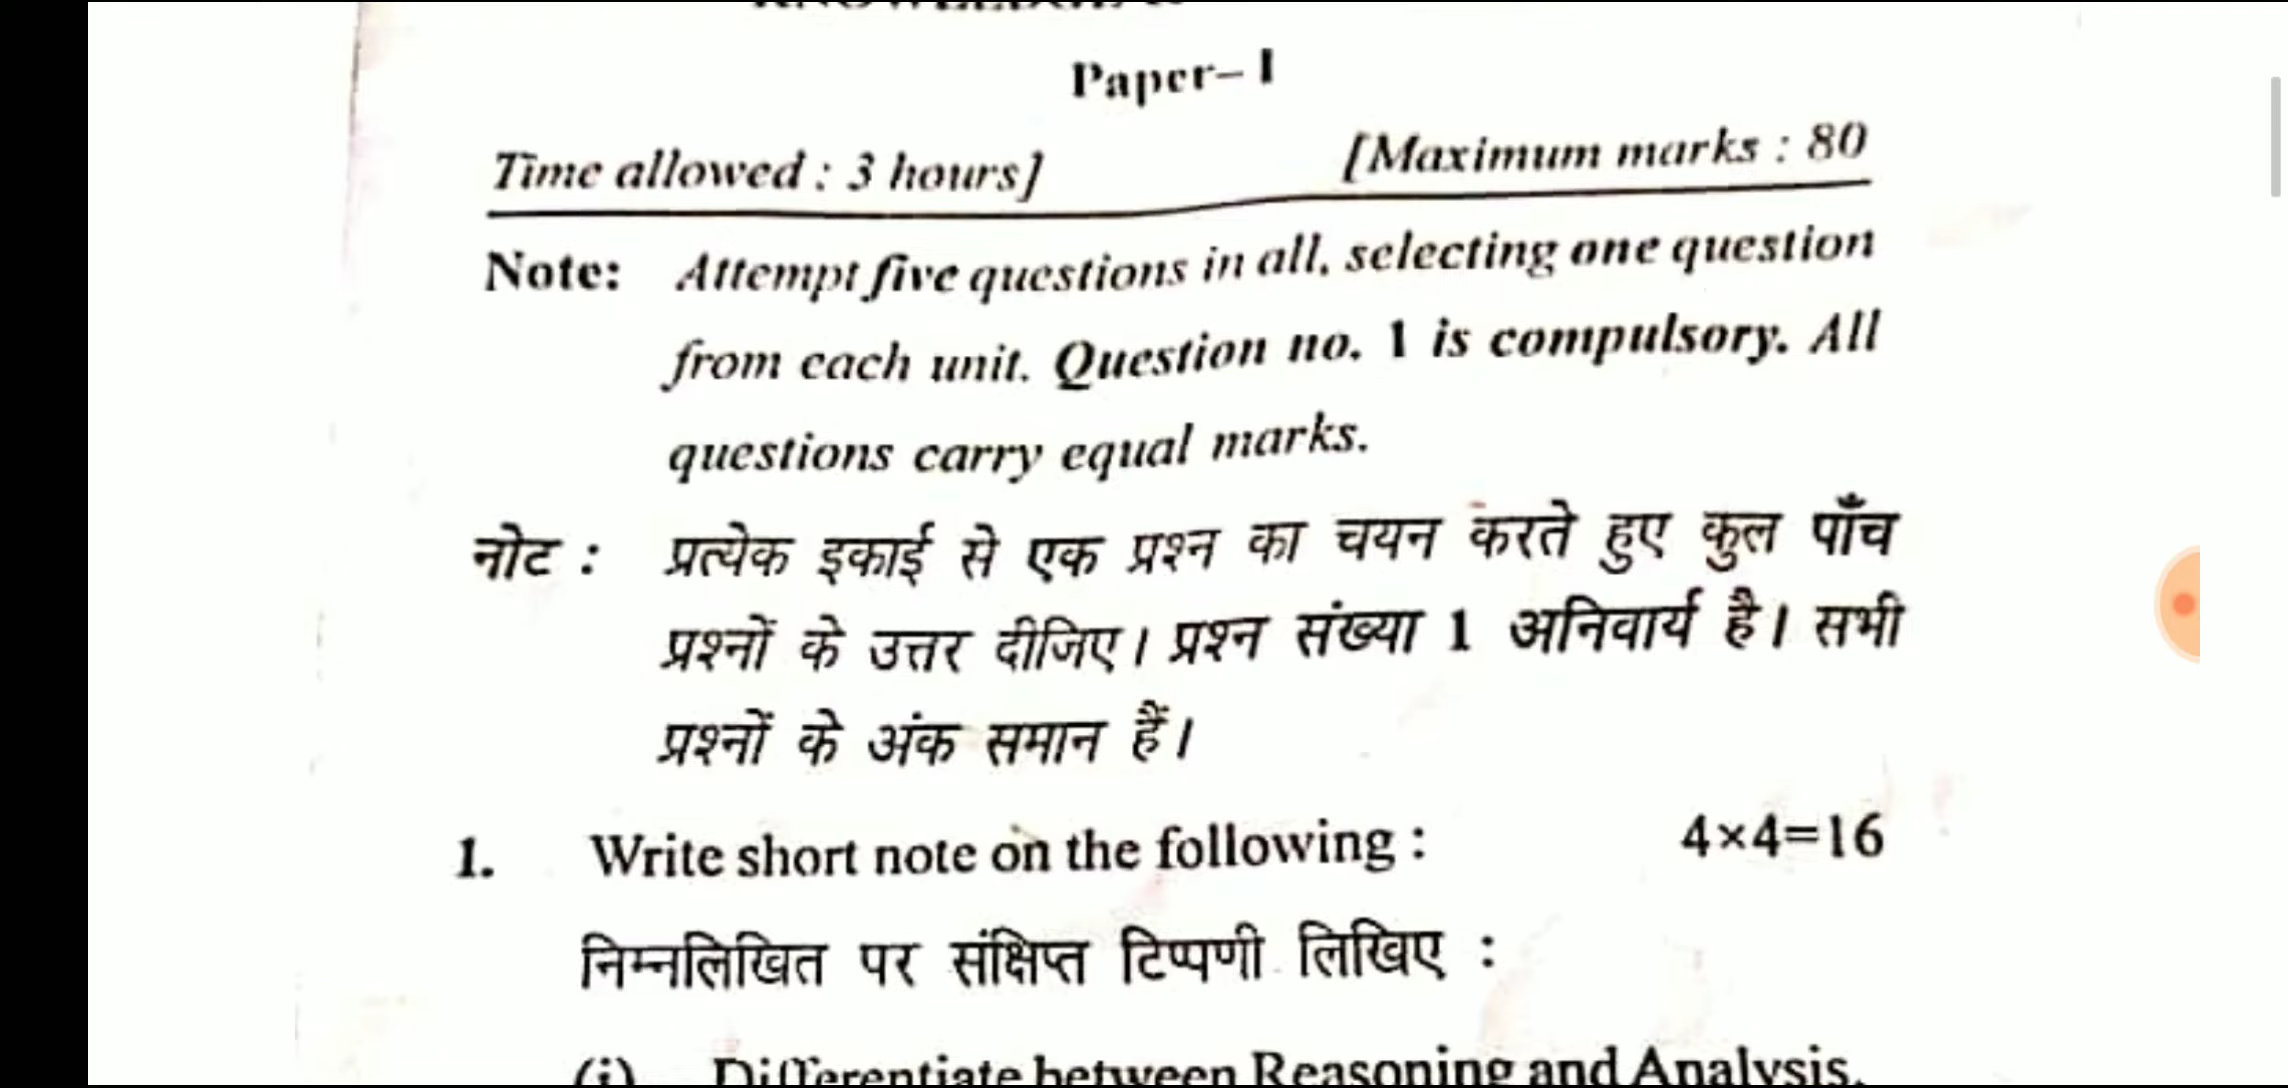 Paper– I
Time allowed : 3 hours] [Maximum marks : 80
Note: Attempt five questions in all, selecting one question
from each unit. Question no. 1 is compulsory. All
questions carry equal marks.
नोट : प्रत्येक इकाई से एक प्रश्न का चयन करते हुए कुल पाँच
प्रश्नों के उत्तर दीजिए। प्रश्न संख्या 1 अनिवार्य है। सभी
प्रश्नों के अंक समान हैं।
1. Write short note on the following : 4×4=16
निम्नलिखित पर संक्षिप्त टिप्पणी लिखिए :
(i) Differentiate between Reasoning and Analysis.